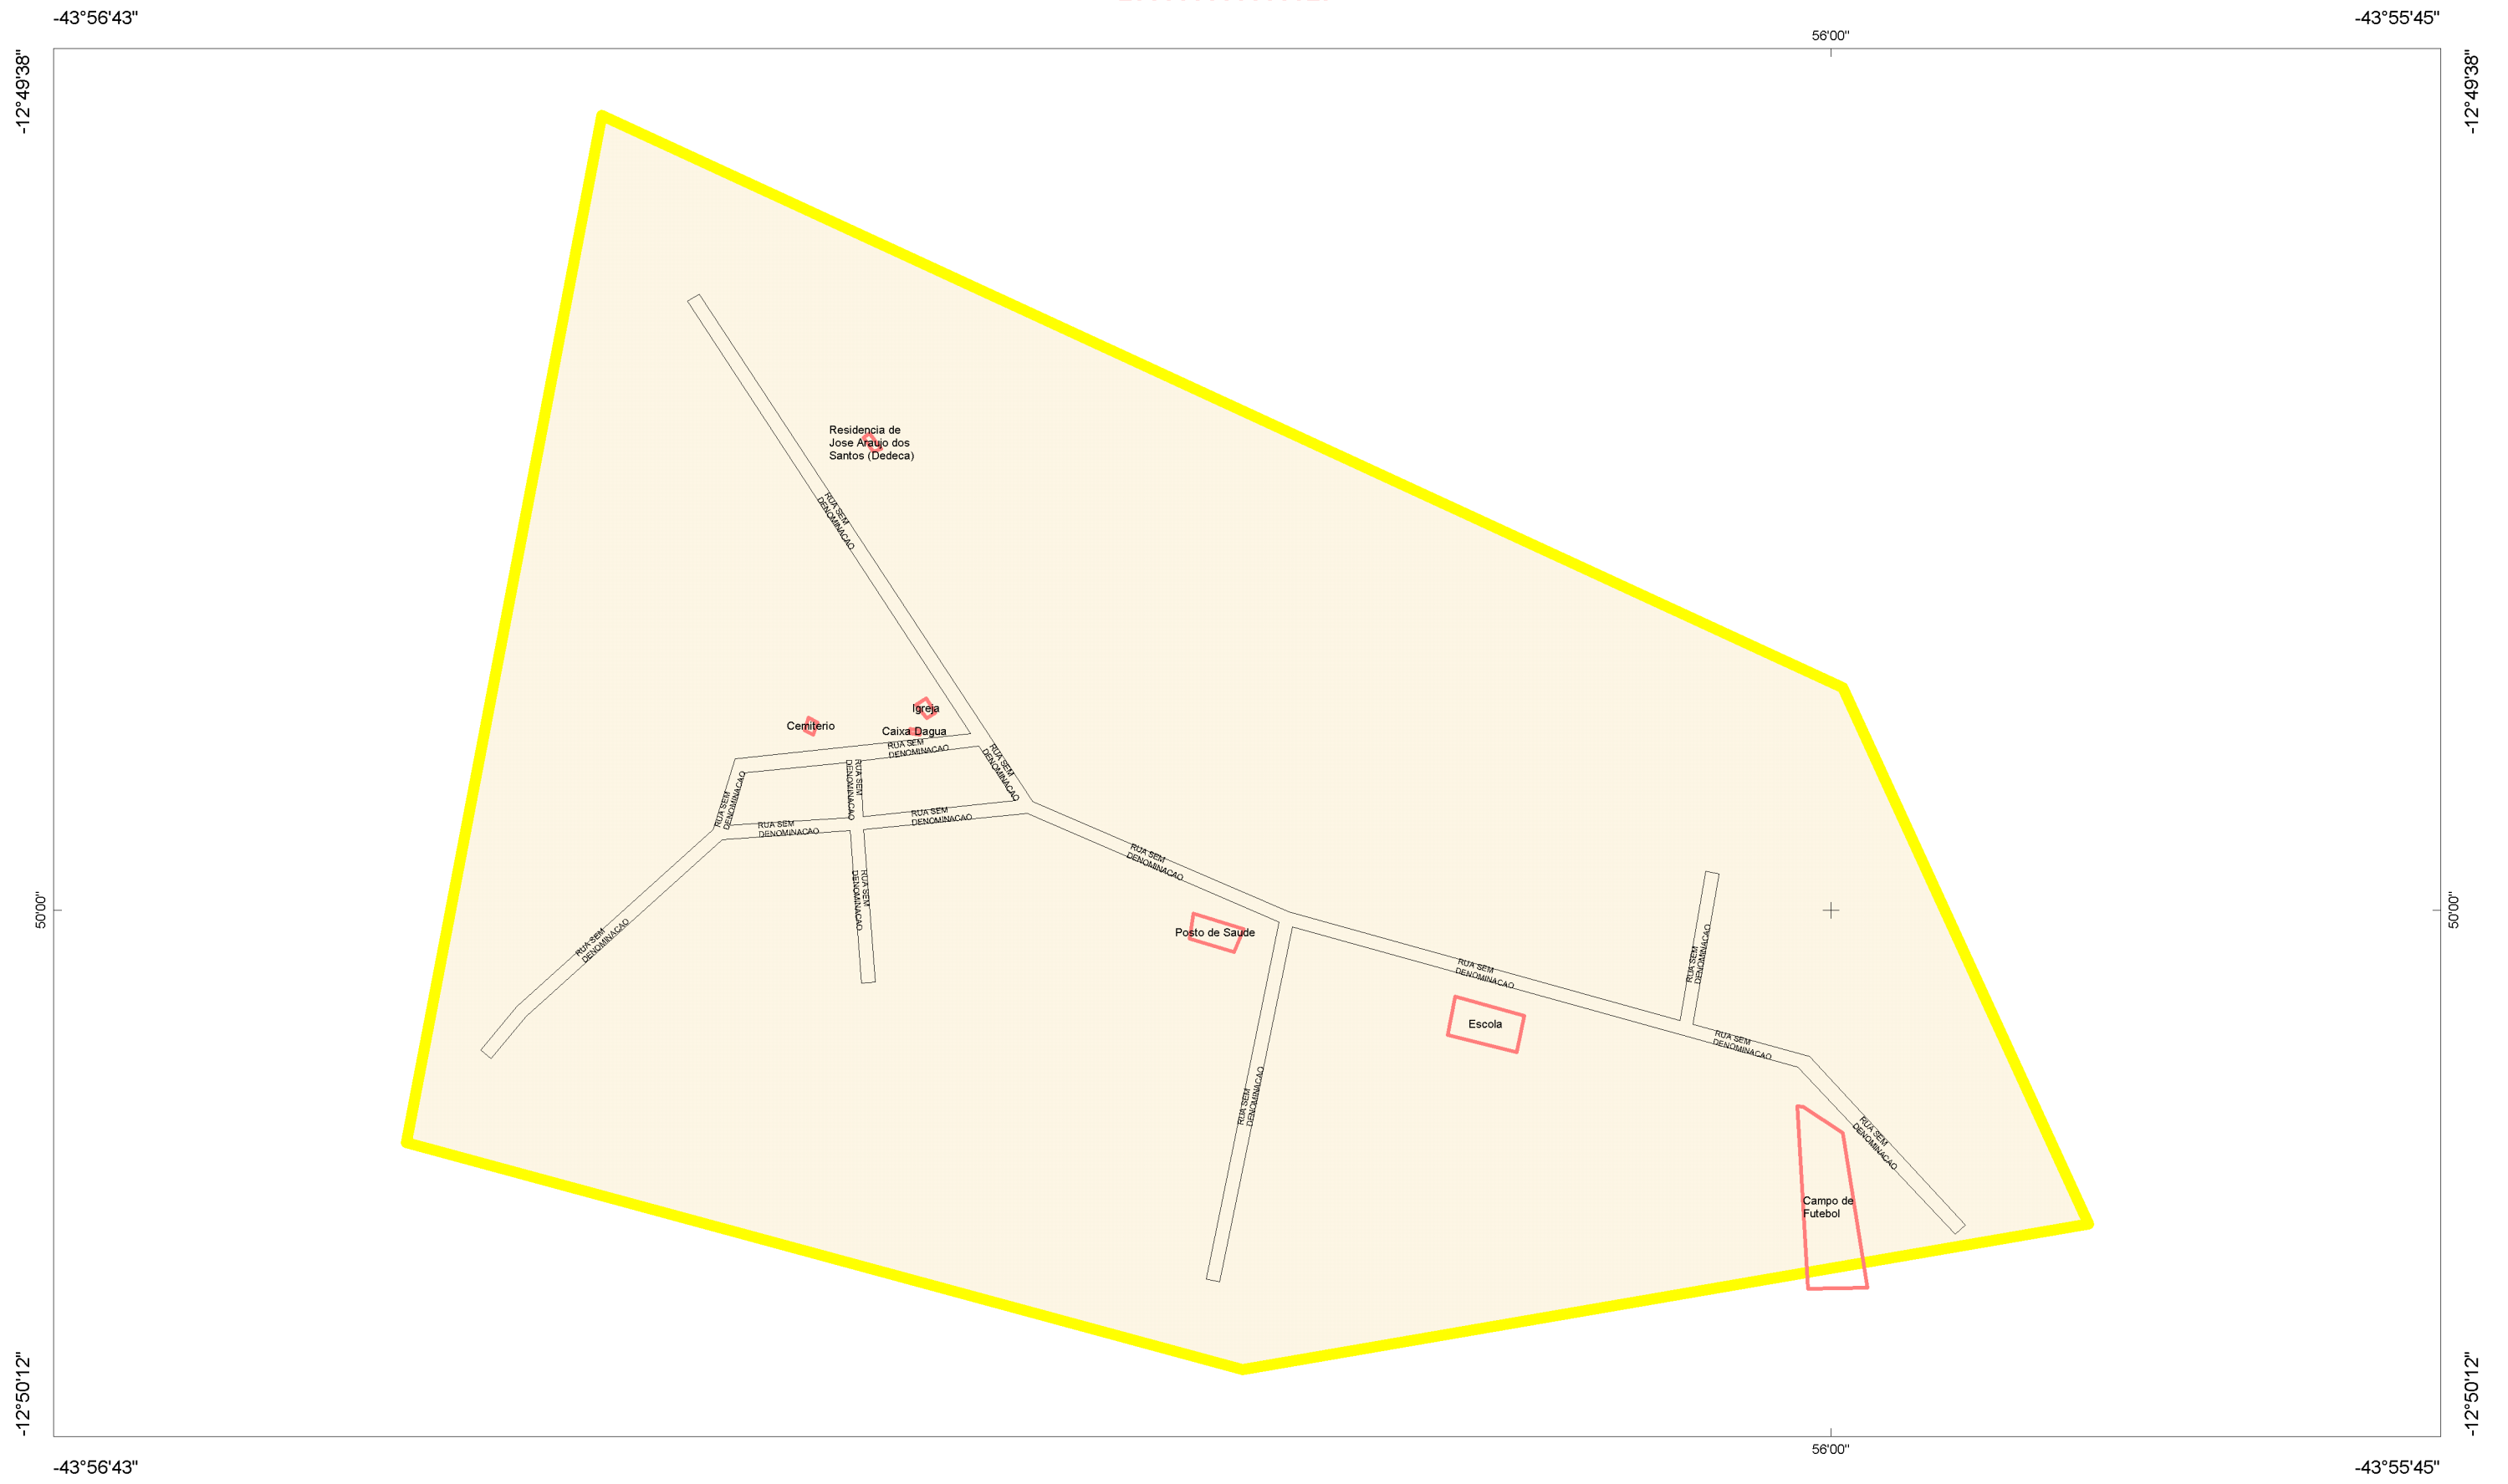 -43°56'43"
-43°55'45"
56'00"
-12°49'38"
-12°49'38"
Residencia de
Jose Araujo dos
Santos (Dedeca)
RUA SEM
DENOMINACAO
Igreja
Cemiterio
Caixa Dagua
RUA SEM
DENOMINACAO
RUA SEM
DENOMINACAO
RUA SEM
DENOMINACAO
RUA SEM
DENOMINACAO
RUA SEM
DENOMINACAO
RUA SEM
DENOMINACAO
RUA SEM
DENOMINACAO
RUA SEM
DENOMINACAO
50'00"
50'00"
RUA SEM
DENOMINACAO
Posto de Saude
RUA SEM
DENOMINACAO
RUA SEM
DENOMINACAO
Escola
RUA SEM
DENOMINACAO
RUA SEM
DENOMINACAO
RUA SEM
DENOMINACAO
Campo de
Futebol
-12°50'12"
-12°50'12"
56'00"
-43°56'43"
-43°55'45"